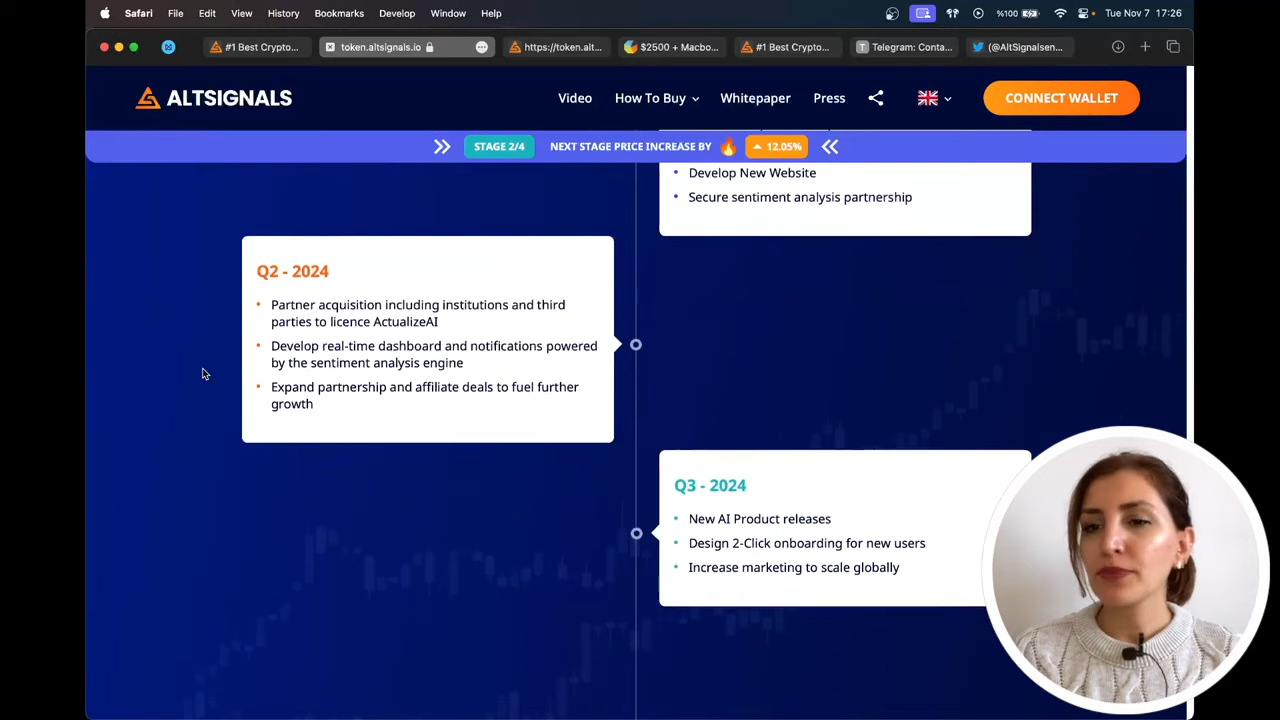 Safari File Edit View History Bookmarks Develop Window Help %100 Tue Nov 7 17:26
#1 Best Crypto... token.altsignals.io https://token.alt... $2500 + Macbo... #1 Best Crypto... T Telegram: Conta... (@AltSignalsen...
ALTSIGNALS Video How To Buy Whitepaper Press CONNECT WALLET
STAGE 2/4 NEXT STAGE PRICE INCREASE BY 12.05%
• Develop New Website
• Secure sentiment analysis partnership
Q2 - 2024
• Partner acquisition including institutions and third
parties to licence ActualizeAI
• Develop real-time dashboard and notifications powered
by the sentiment analysis engine
• Expand partnership and affiliate deals to fuel further
growth
Q3 - 2024
• New AI Product releases
• Design 2-Click onboarding for new users
• Increase marketing to scale globally